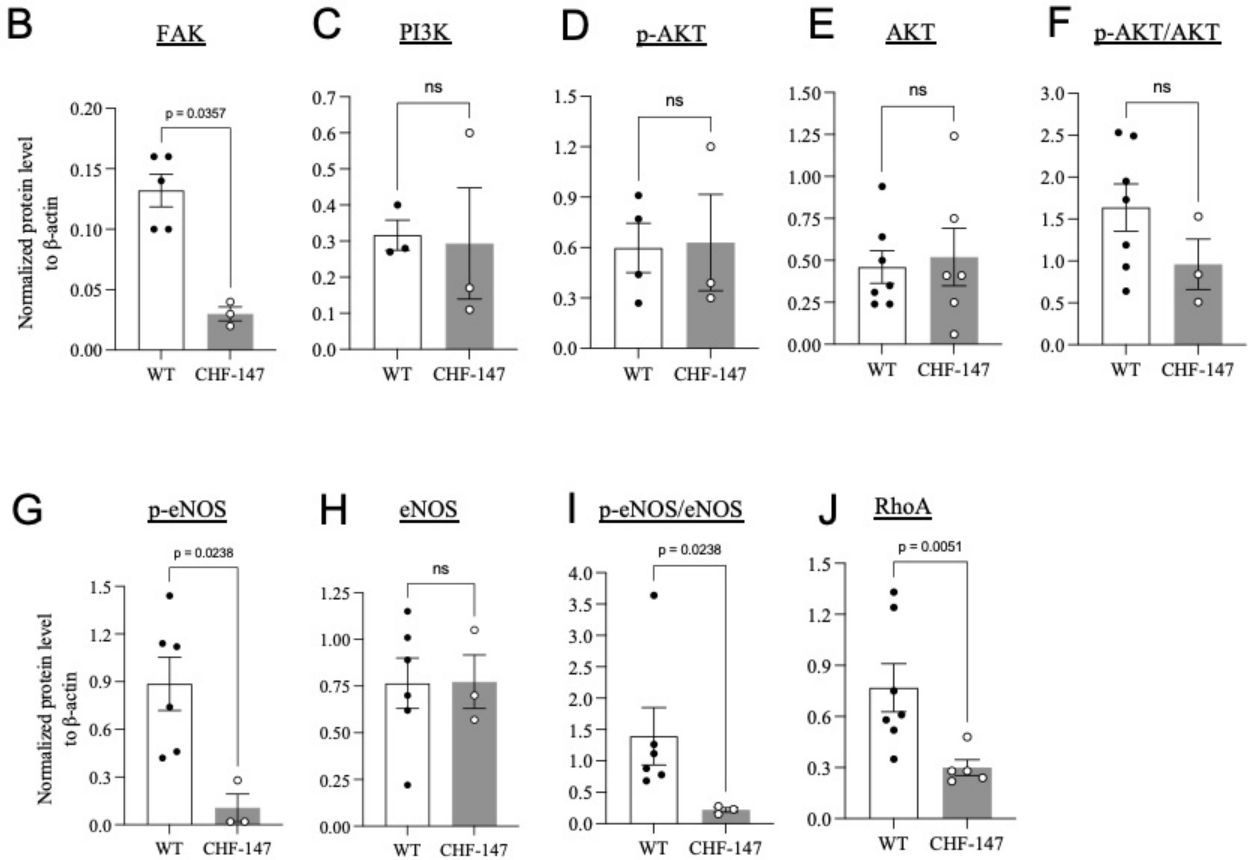 B FAK
C PI3K
D p-AKT
E AKT
F p-AKT/AKT
Normalized protein level
to β-actin
p = 0.0357
0.20
0.15
0.10
0.05
0.00
WT CHF-147
ns
0.7
0.6
0.5
0.4
0.3
0.2
0.1
0.0
WT CHF-147
ns
1.5
1.2
0.9
0.6
0.3
0.0
WT CHF-147
ns
1.50
1.25
1.00
0.75
0.50
0.25
0.00
WT CHF-147
ns
3.0
2.5
2.0
1.5
1.0
0.5
0.0
WT CHF-147
G p-eNOS
H eNOS
I p-eNOS/eNOS
J RhoA
Normalized protein level
to β-actin
p = 0.0238
1.5
1.2
0.9
0.6
0.3
0.0
WT CHF-147
ns
1.25
1.00
0.75
0.50
0.25
0.00
WT CHF-147
p = 0.0238
4.0
3.5
3.0
2.5
2.0
1.5
1.0
0.5
0.0
WT CHF-147
p = 0.0051
1.5
1.2
0.9
0.6
0.3
0.0
WT CHF-147